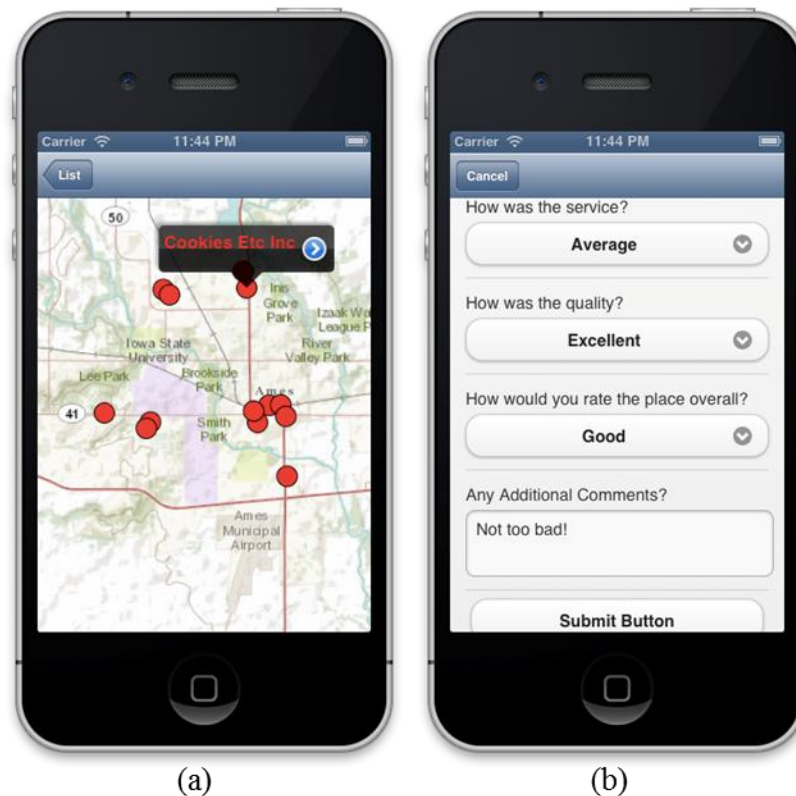 Carrier 11:44 PM
List
50
Cookies Etc Inc
Inis
Grove
Park
Izaak Wa
League P
Iowa State
University
River
Valley Park
Lee Park
Brookside
Park
Ames
41
Smith
Park
Ames
Municipal
Airport
(a)
Carrier 11:44 PM
Cancel
How was the service?
Average
How was the quality?
Excellent
How would you rate the place overall?
Good
Any Additional Comments?
Not too bad!
Submit Button
(b)